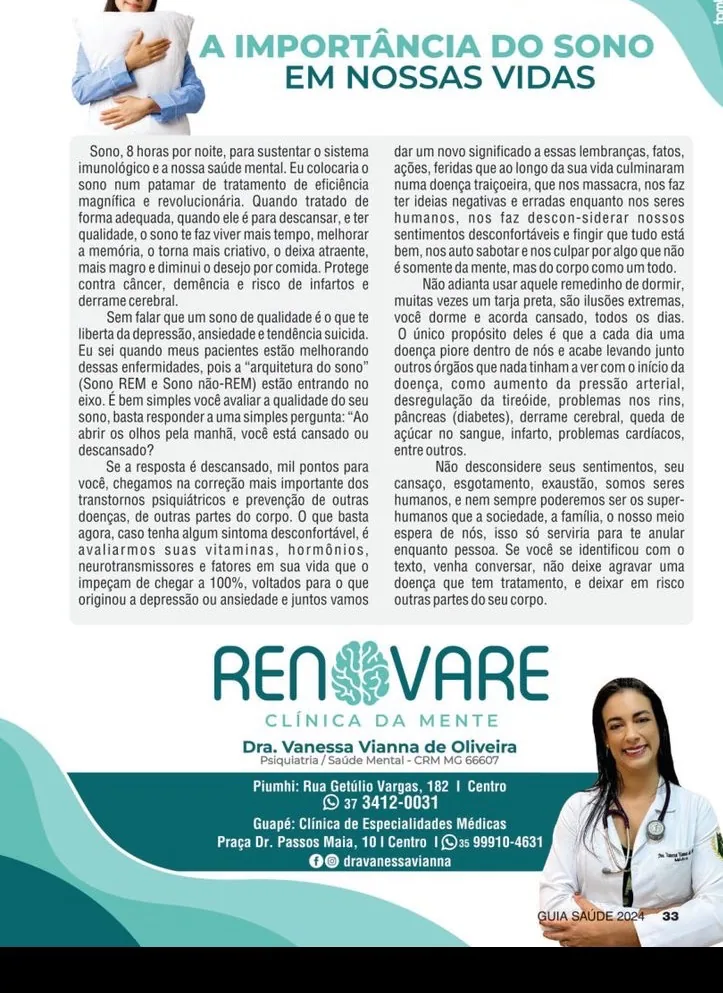 A IMPORTÂNCIA DO SONO
EM NOSSAS VIDAS
Sono, 8 horas por noite, para sustentar o sistema
imunológico e a nossa saúde mental. Eu colocaria o
sono num patamar de tratamento de eficiência
magnífica e revolucionária. Quando tratado de
forma adequada, quando ele é para descansar, e ter
qualidade, o sono te faz viver mais tempo, melhorar
a memória, o torna mais criativo, o deixa atraente,
mais magro e diminui o desejo por comida. Protege
contra câncer, demência e risco de infartos e
derrame cerebral.
Sem falar que um sono de qualidade é o que te
liberta da depressão, ansiedade e tendência suicida.
Eu sei quando meus pacientes estão melhorando
dessas enfermidades, pois a "arquitetura do sono"
(Sono REM e Sono não-REM) estão entrando no
eixo. É bem simples você avaliar a qualidade do seu
sono, basta responder a uma simples pergunta: "Ao
abrir os olhos pela manhã, você está cansado ou
descansado?
Se a resposta é descansado, mil pontos para
você, chegamos na correção mais importante dos
transtornos psiquiátricos e prevenção de outras
doenças, de outras partes do corpo. O que basta
agora, caso tenha algum sintoma desconfortável, é
avaliarmos suas vitaminas, hormônios,
neurotransmissores e fatores em sua vida que o
impeçam de chegar a 100%, voltados para o que
originou a depressão ou ansiedade e juntos vamos
dar um novo significado a essas lembranças, fatos,
ações, feridas que ao longo da sua vida culminaram
numa doença traiçoeira, que nos massacra, nos faz
ter ideias negativas e erradas enquanto nos seres
humanos, nos faz descon-siderar nossos
sentimentos desconfortáveis e fingir que tudo está
bem, nos auto sabotar e nos culpar por algo que não
é somente da mente, mas do corpo como um todo.
Não adianta usar aquele remedinho de dormir,
muitas vezes um tarja preta, são ilusões extremas,
você dorme e acorda cansado, todos os dias.
O único propósito deles é que a cada dia uma
doença piore dentro de nós e acabe levando junto
outros órgãos que nada tinham a ver com o início da
doença, como aumento da pressão arterial,
desregulação da tireóide, problemas nos rins,
pâncreas (diabetes), derrame cerebral, queda de
açúcar no sangue, infarto, problemas cardíacos,
entre outros.
Não desconsidere seus sentimentos, seu
cansaço, esgotamento, exaustão, somos seres
humanos, e nem sempre poderemos ser os super-
humanos que a sociedade, a família, o nosso meio
espera de nós, isso só serviria para te anular
enquanto pessoa. Se você se identificou com o
texto, venha conversar, não deixe agravar uma
doença que tem tratamento, e deixar em risco
outras partes do seu corpo.
RENOVARE
CLÍNICA DA MENTE
Dra. Vanessa Vianna de Oliveira
Psiquiatria / Saúde Mental - CRM MG 66607
Piumhi: Rua Getúlio Vargas, 182 I Centro
37 3412-0031
Guapé: Clínica de Especialidades Médicas
Praça Dr. Passos Maia, 10 I Centro I 35 99910-4631
dravanessavianna
GUIA SAÚDE 2024 33